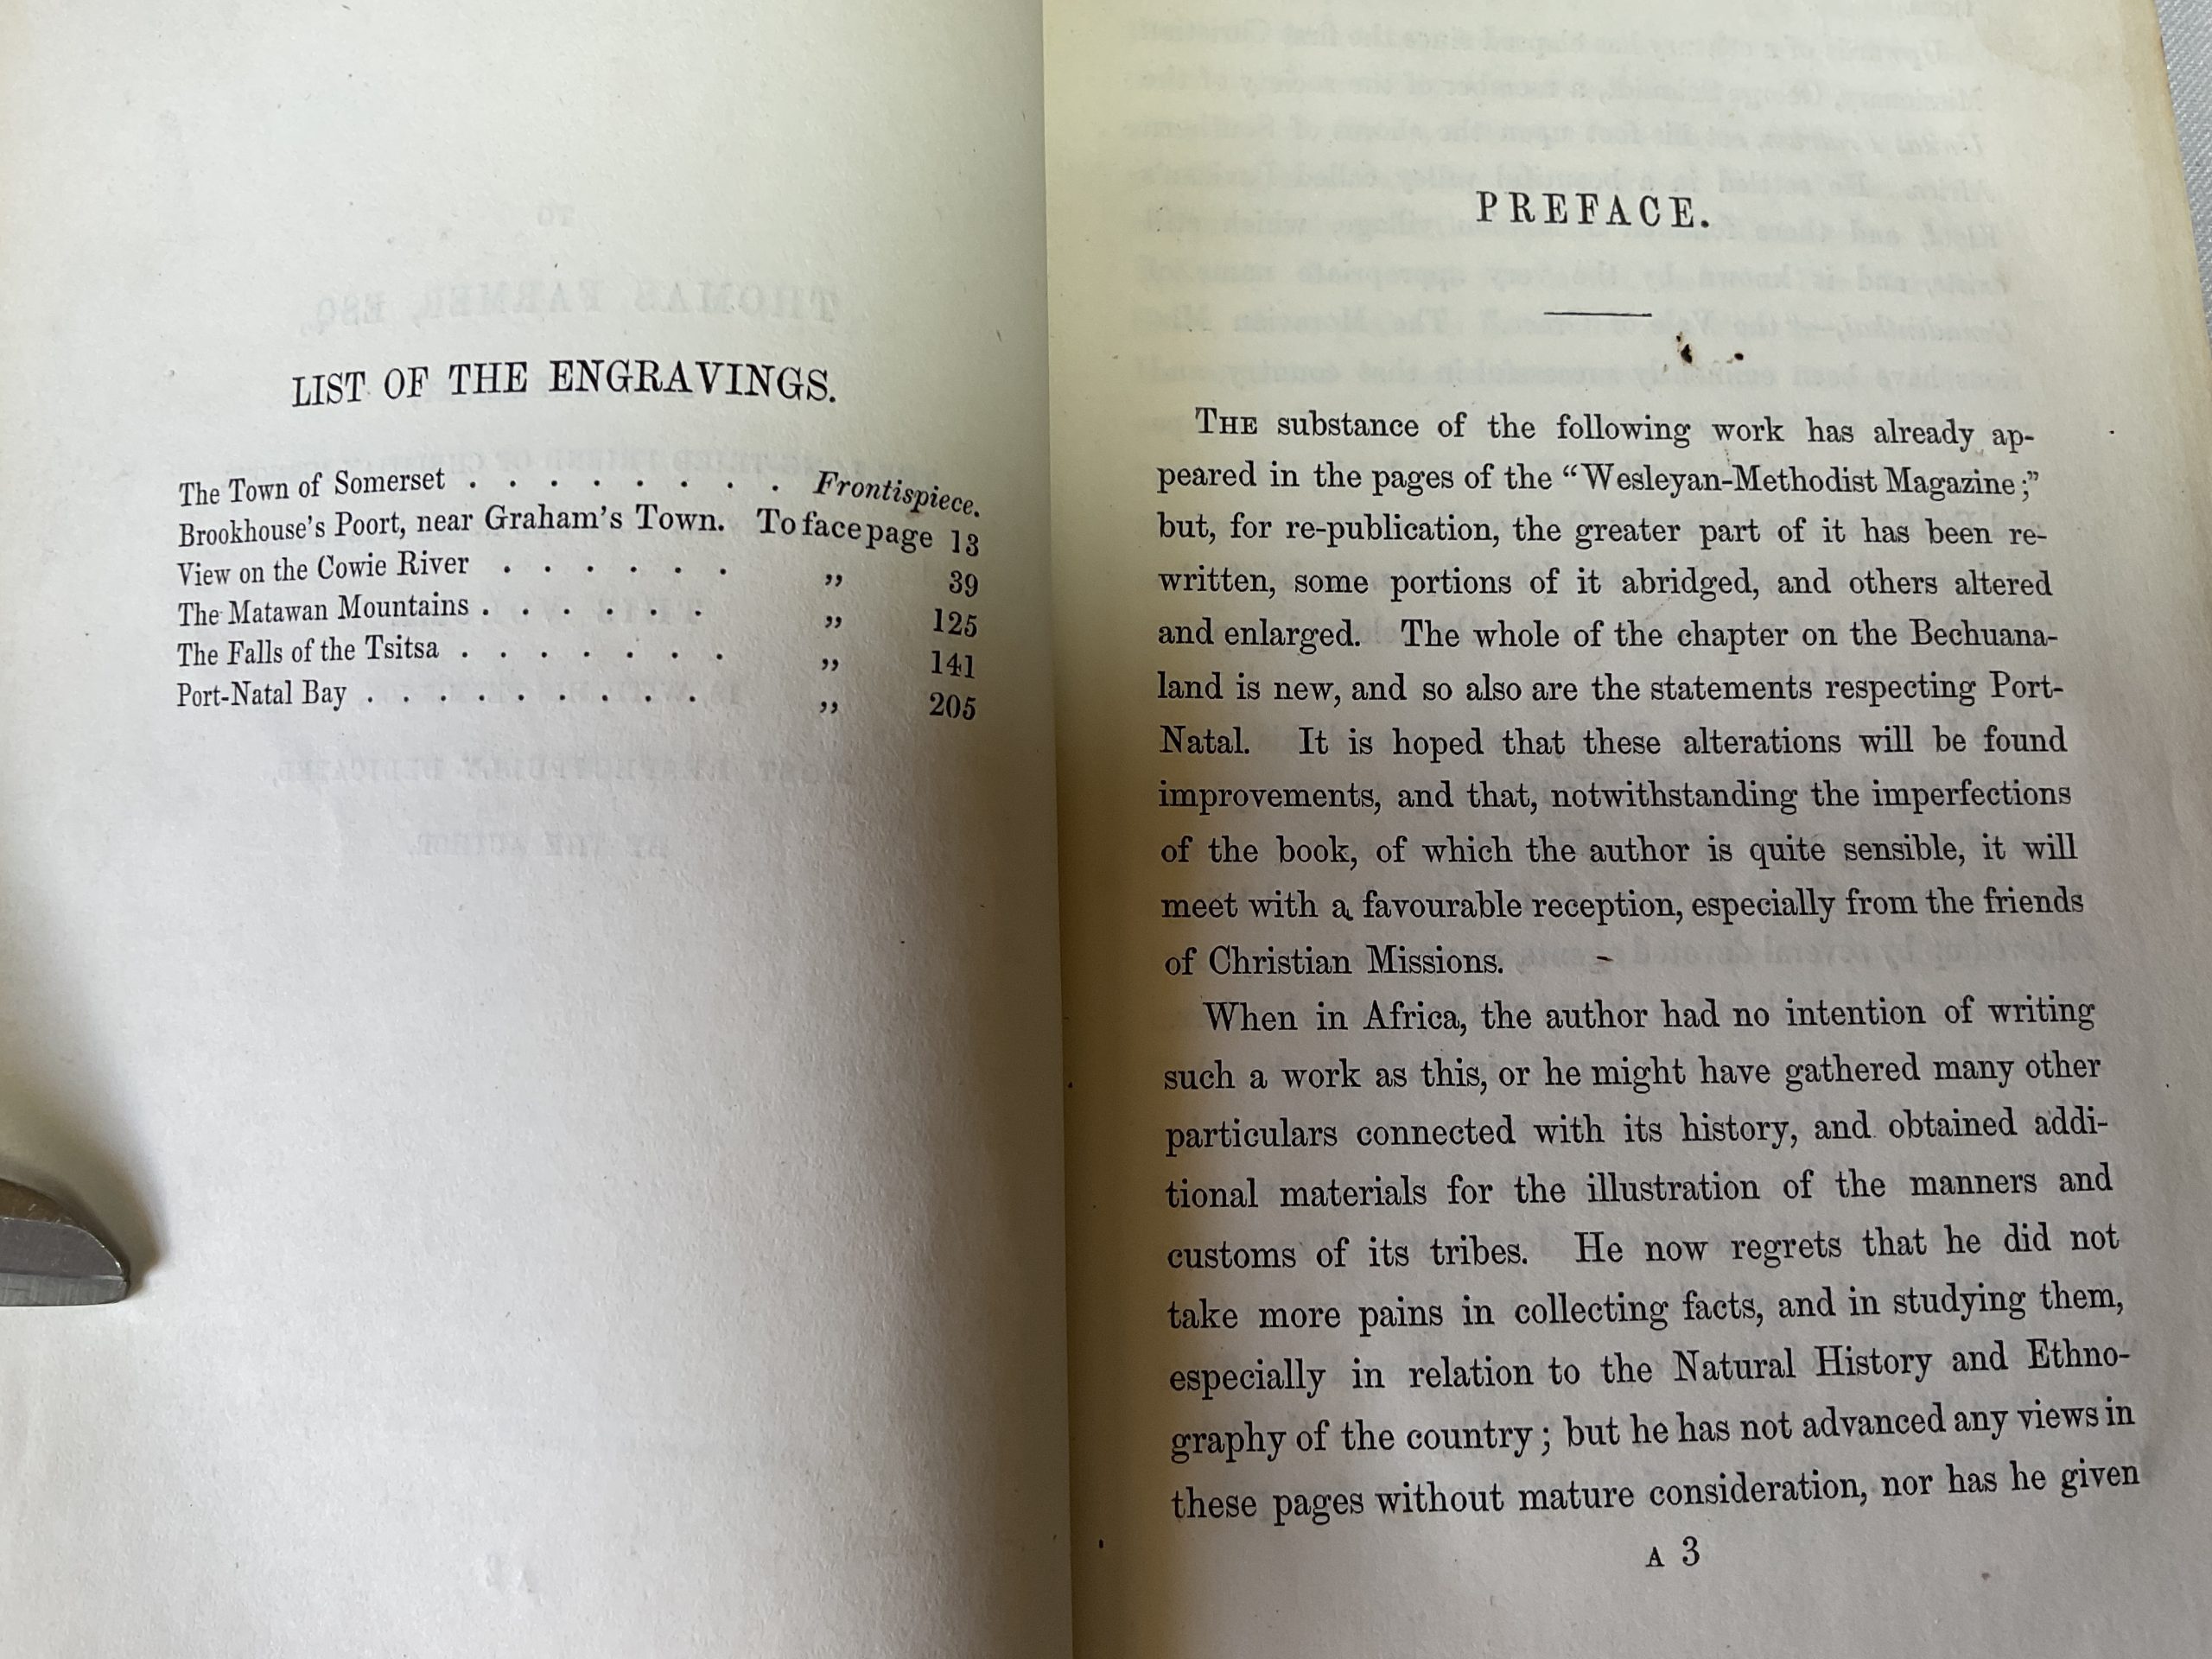 LIST OF THE ENGRAVINGS.
The Town of Somerset . . . . . . . . Frontispiece.
Brookhouse's Poort, near Graham's Town. To face page 13
View on the Cowie River . . . . . . ,, 39
The Matawan Mountains . . . . . . ,, 125
The Falls of the Tsitsa . . . . . . . ,, 141
Port-Natal Bay . . . . . . . . . ,, 205
PREFACE.
THE substance of the following work has already ap-
peared in the pages of the “Wesleyan-Methodist Magazine;”
but, for re-publication, the greater part of it has been re-
written, some portions of it abridged, and others altered
and enlarged. The whole of the chapter on the Bechuana-
land is new, and so also are the statements respecting Port-
Natal. It is hoped that these alterations will be found
improvements, and that, notwithstanding the imperfections
of the book, of which the author is quite sensible, it will
meet with a favourable reception, especially from the friends
of Christian Missions.
When in Africa, the author had no intention of writing
such a work as this, or he might have gathered many other
particulars connected with its history, and obtained addi-
tional materials for the illustration of the manners and
customs of its tribes. He now regrets that he did not
take more pains in collecting facts, and in studying them,
especially in relation to the Natural History and Ethno-
graphy of the country; but he has not advanced any views in
these pages without mature consideration, nor has he given
A 3